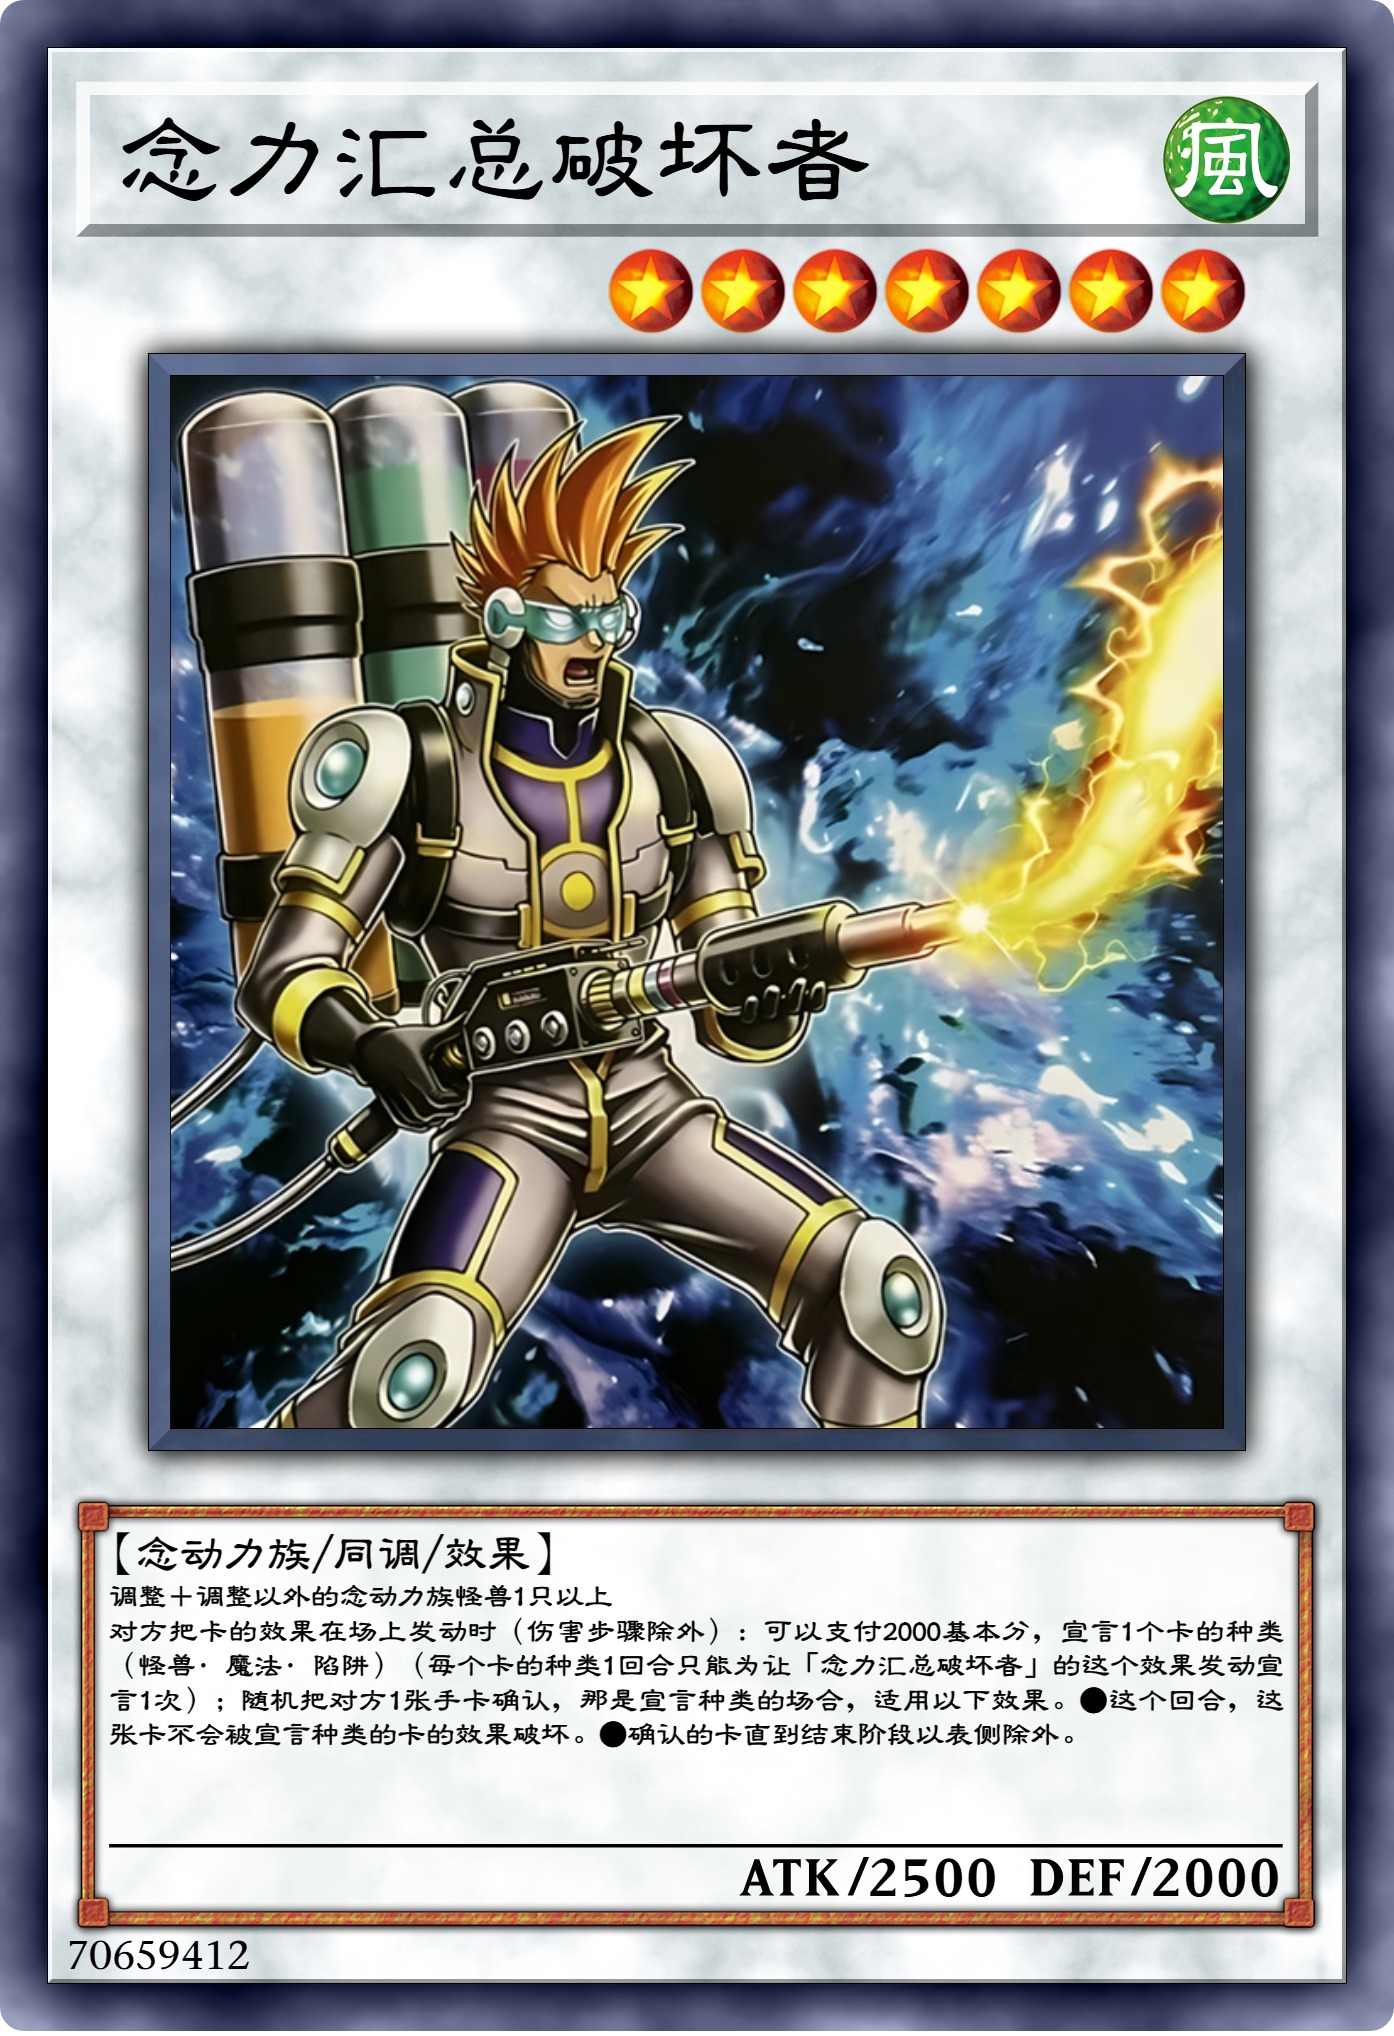 念力汇总破坏者
風
【念动力族/同调/效果】
调整＋调整以外的念动力族怪兽1只以上
对方把卡的效果在场上发动时（伤害步骤除外）：可以支付2000基本分，宣言1个卡的种类
（怪兽·魔法·陷阱）（每个卡的种类1回合只能为让「念力汇总破坏者」的这个效果发动宣
言1次）；随机把对方1张手卡确认，那是宣言种类的场合，适用以下效果。●这个回合，这
张卡不会被宣言种类的卡的效果破坏。●确认的卡直到结束阶段以表侧除外。
ATK/2500 DEF/2000
70659412